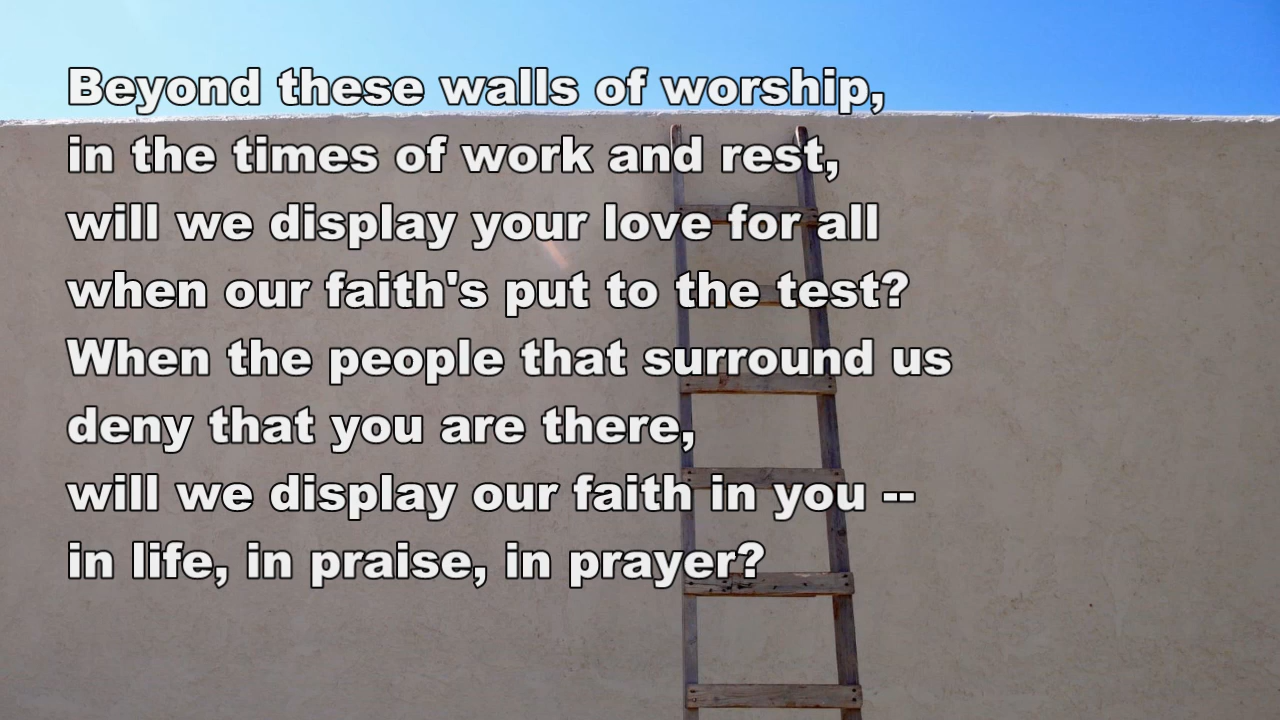 Beyond these walls of worship,
in the times of work and rest,
will we display your love for all
when our faith's put to the test?
When the people that surround us
deny that you are there,
will we display our faith in you --
in life, in praise, in prayer?